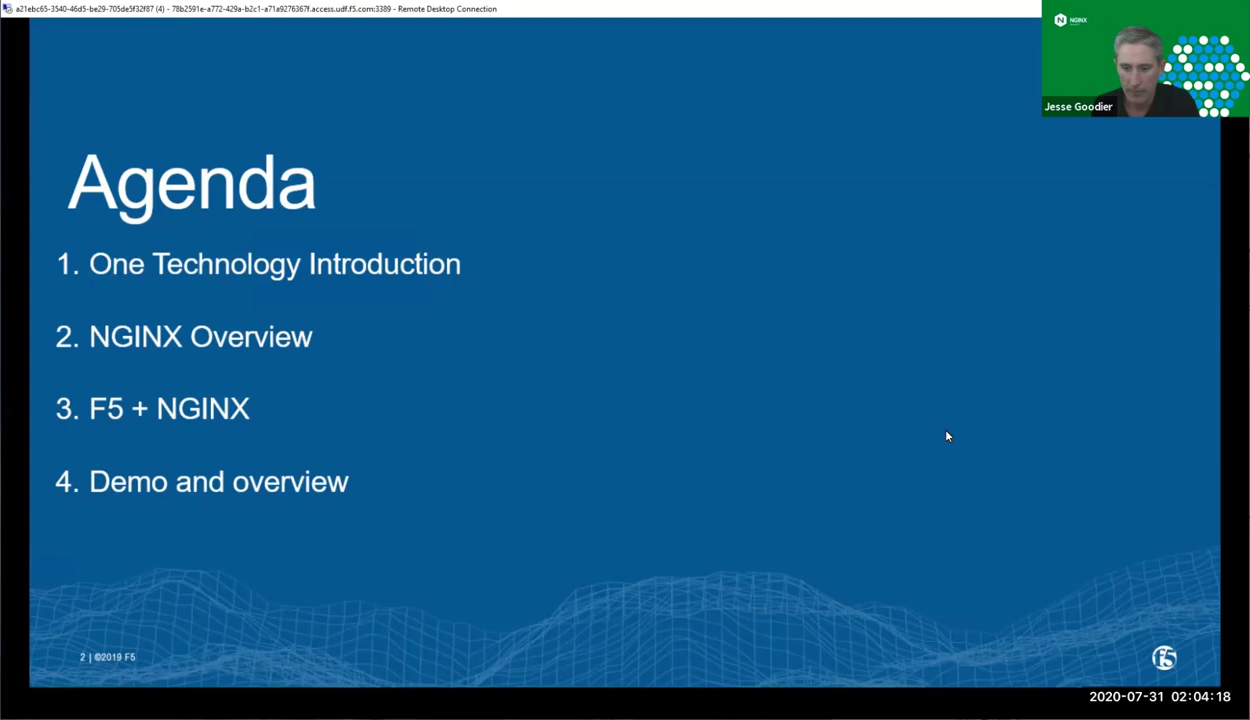 a21ebc65-3540-46d5-be29-705de5f32f87 (4) - 78b2591e-a772-429a-b2c1-a71a9276367f.access.udf.f5.com:3389 - Remote Desktop Connection
NGINX
Jesse Goodier
Agenda
1. One Technology Introduction
2. NGINX Overview
3. F5 + NGINX
4. Demo and overview
2 | ©2019 F5
f5
2020-07-31 02:04:18